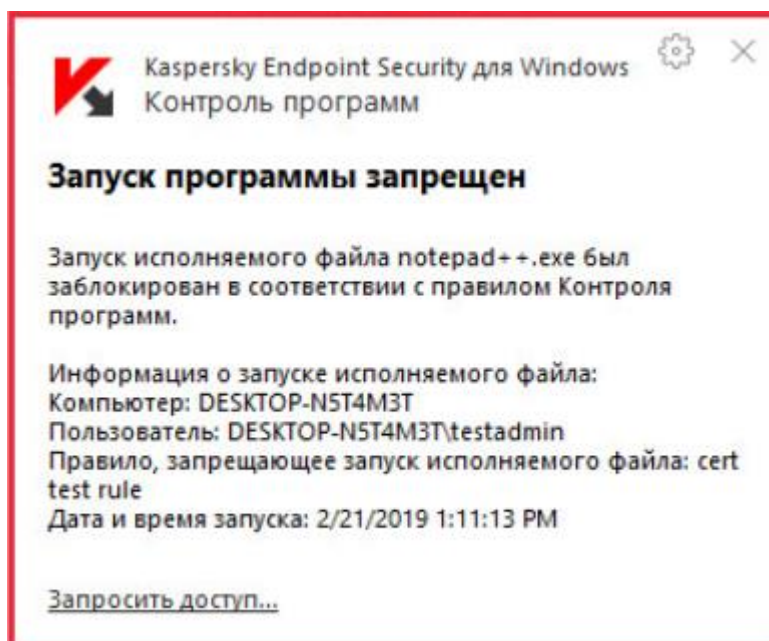 Kaspersky Endpoint Security для Windows
Контроль программ
Запуск программы запрещен
Запуск исполняемого файла notepad++.exe был
заблокирован в соответствии с правилом Контроля
программ.
Информация о запуске исполняемого файла:
Компьютер: DESKTOP-N5T4M3T
Пользователь: DESKTOP-N5T4M3T\testadmin
Правило, запрещающее запуск исполняемого файла: cert
test rule
Дата и время запуска: 2/21/2019 1:11:13 PM
Запросить доступ...